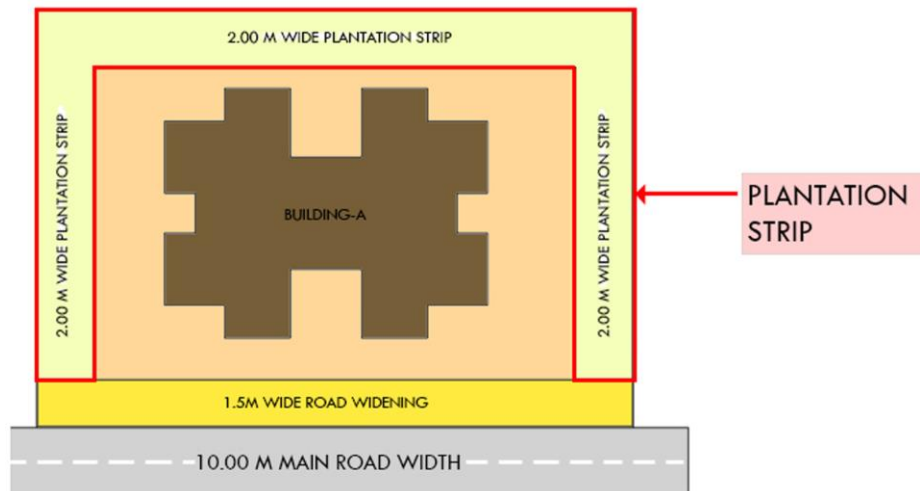 2.00 M WIDE PLANTATION STRIP
2.00 M WIDE PLANTATION STRIP
BUILDING-A
2.00 M WIDE PLANTATION STRIP
PLANTATION
STRIP
1.5M WIDE ROAD WIDENING
10.00 M MAIN ROAD WIDTH